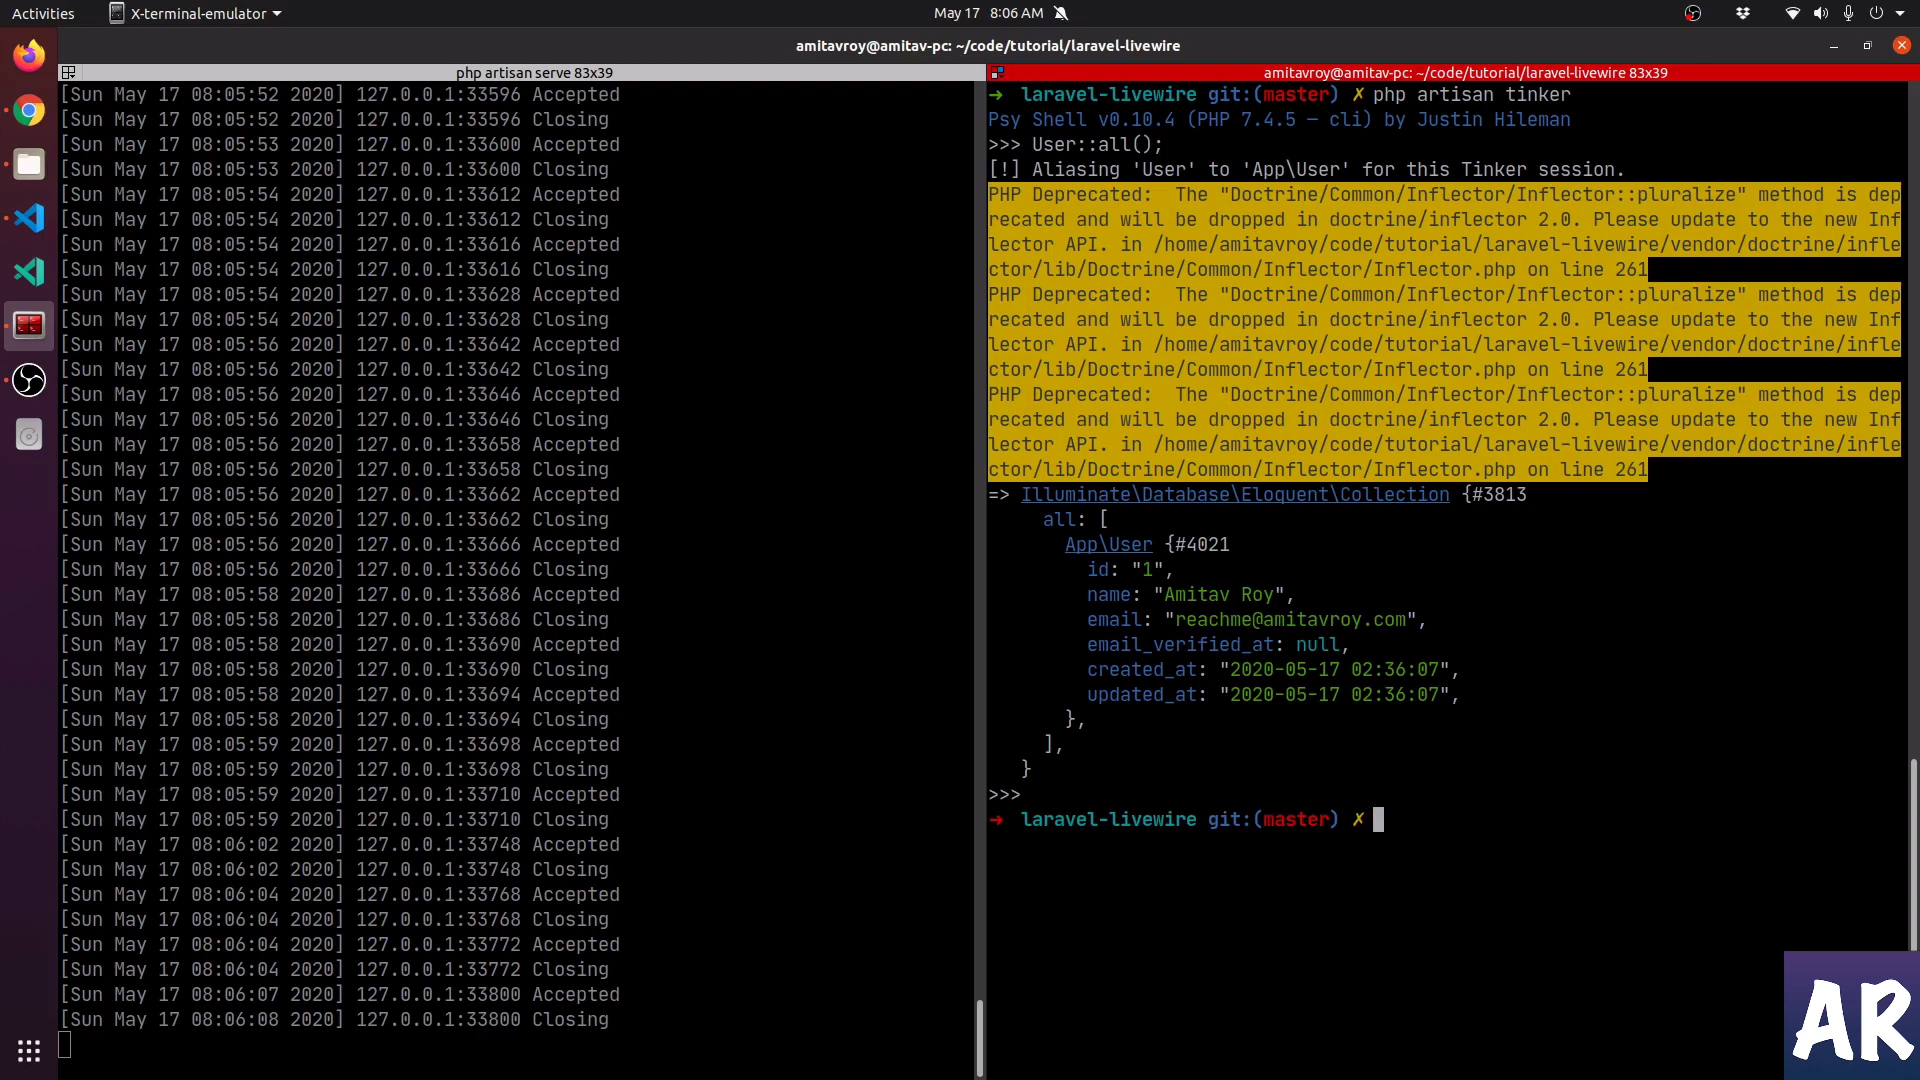 Activities X-terminal-emulator May 17 8:06 AM
amitavroy@amitav-pc: ~/code/tutorial/laravel-livewire
php artisan serve 83x39
[Sun May 17 08:05:52 2020] 127.0.0.1:33596 Accepted
[Sun May 17 08:05:52 2020] 127.0.0.1:33596 Closing
[Sun May 17 08:05:53 2020] 127.0.0.1:33600 Accepted
[Sun May 17 08:05:53 2020] 127.0.0.1:33600 Closing
[Sun May 17 08:05:54 2020] 127.0.0.1:33612 Accepted
[Sun May 17 08:05:54 2020] 127.0.0.1:33612 Closing
[Sun May 17 08:05:54 2020] 127.0.0.1:33616 Accepted
[Sun May 17 08:05:54 2020] 127.0.0.1:33616 Closing
[Sun May 17 08:05:54 2020] 127.0.0.1:33628 Accepted
[Sun May 17 08:05:54 2020] 127.0.0.1:33628 Closing
[Sun May 17 08:05:56 2020] 127.0.0.1:33642 Accepted
[Sun May 17 08:05:56 2020] 127.0.0.1:33642 Closing
[Sun May 17 08:05:56 2020] 127.0.0.1:33646 Accepted
[Sun May 17 08:05:56 2020] 127.0.0.1:33646 Closing
[Sun May 17 08:05:56 2020] 127.0.0.1:33658 Accepted
[Sun May 17 08:05:56 2020] 127.0.0.1:33658 Closing
[Sun May 17 08:05:56 2020] 127.0.0.1:33662 Accepted
[Sun May 17 08:05:56 2020] 127.0.0.1:33662 Closing
[Sun May 17 08:05:56 2020] 127.0.0.1:33666 Accepted
[Sun May 17 08:05:56 2020] 127.0.0.1:33666 Closing
[Sun May 17 08:05:58 2020] 127.0.0.1:33686 Accepted
[Sun May 17 08:05:58 2020] 127.0.0.1:33686 Closing
[Sun May 17 08:05:58 2020] 127.0.0.1:33690 Accepted
[Sun May 17 08:05:58 2020] 127.0.0.1:33690 Closing
[Sun May 17 08:05:58 2020] 127.0.0.1:33694 Accepted
[Sun May 17 08:05:58 2020] 127.0.0.1:33694 Closing
[Sun May 17 08:05:59 2020] 127.0.0.1:33698 Accepted
[Sun May 17 08:05:59 2020] 127.0.0.1:33698 Closing
[Sun May 17 08:05:59 2020] 127.0.0.1:33710 Accepted
[Sun May 17 08:05:59 2020] 127.0.0.1:33710 Closing
[Sun May 17 08:06:02 2020] 127.0.0.1:33748 Accepted
[Sun May 17 08:06:02 2020] 127.0.0.1:33748 Closing
[Sun May 17 08:06:04 2020] 127.0.0.1:33768 Accepted
[Sun May 17 08:06:04 2020] 127.0.0.1:33768 Closing
[Sun May 17 08:06:04 2020] 127.0.0.1:33772 Accepted
[Sun May 17 08:06:04 2020] 127.0.0.1:33772 Closing
[Sun May 17 08:06:07 2020] 127.0.0.1:33800 Accepted
[Sun May 17 08:06:08 2020] 127.0.0.1:33800 Closing
amitavroy@amitav-pc: ~/code/tutorial/laravel-livewire 83x39
➜ laravel-livewire git:(master) ✗ php artisan tinker
Psy Shell v0.10.4 (PHP 7.4.5 — cli) by Justin Hileman
>>> User::all();
[!] Aliasing 'User' to 'App\User' for this Tinker session.
PHP Deprecated:  The "Doctrine/Common/Inflector/Inflector::pluralize" method is dep
recated and will be dropped in doctrine/inflector 2.0. Please update to the new Inf
lector API. in /home/amitavroy/code/tutorial/laravel-livewire/vendor/doctrine/infle
ctor/lib/Doctrine/Common/Inflector/Inflector.php on line 261
PHP Deprecated:  The "Doctrine/Common/Inflector/Inflector::pluralize" method is dep
recated and will be dropped in doctrine/inflector 2.0. Please update to the new Inf
lector API. in /home/amitavroy/code/tutorial/laravel-livewire/vendor/doctrine/infle
ctor/lib/Doctrine/Common/Inflector/Inflector.php on line 261
PHP Deprecated:  The "Doctrine/Common/Inflector/Inflector::pluralize" method is dep
recated and will be dropped in doctrine/inflector 2.0. Please update to the new Inf
lector API. in /home/amitavroy/code/tutorial/laravel-livewire/vendor/doctrine/infle
ctor/lib/Doctrine/Common/Inflector/Inflector.php on line 261
=> Illuminate\Database\Eloquent\Collection {#3813
all: [
App\User {#4021
id: "1",
name: "Amitav Roy",
email: "reachme@amitavroy.com",
email_verified_at: null,
created_at: "2020-05-17 02:36:07",
updated_at: "2020-05-17 02:36:07",
},
],
}
>>>
➜ laravel-livewire git:(master) ✗
AR